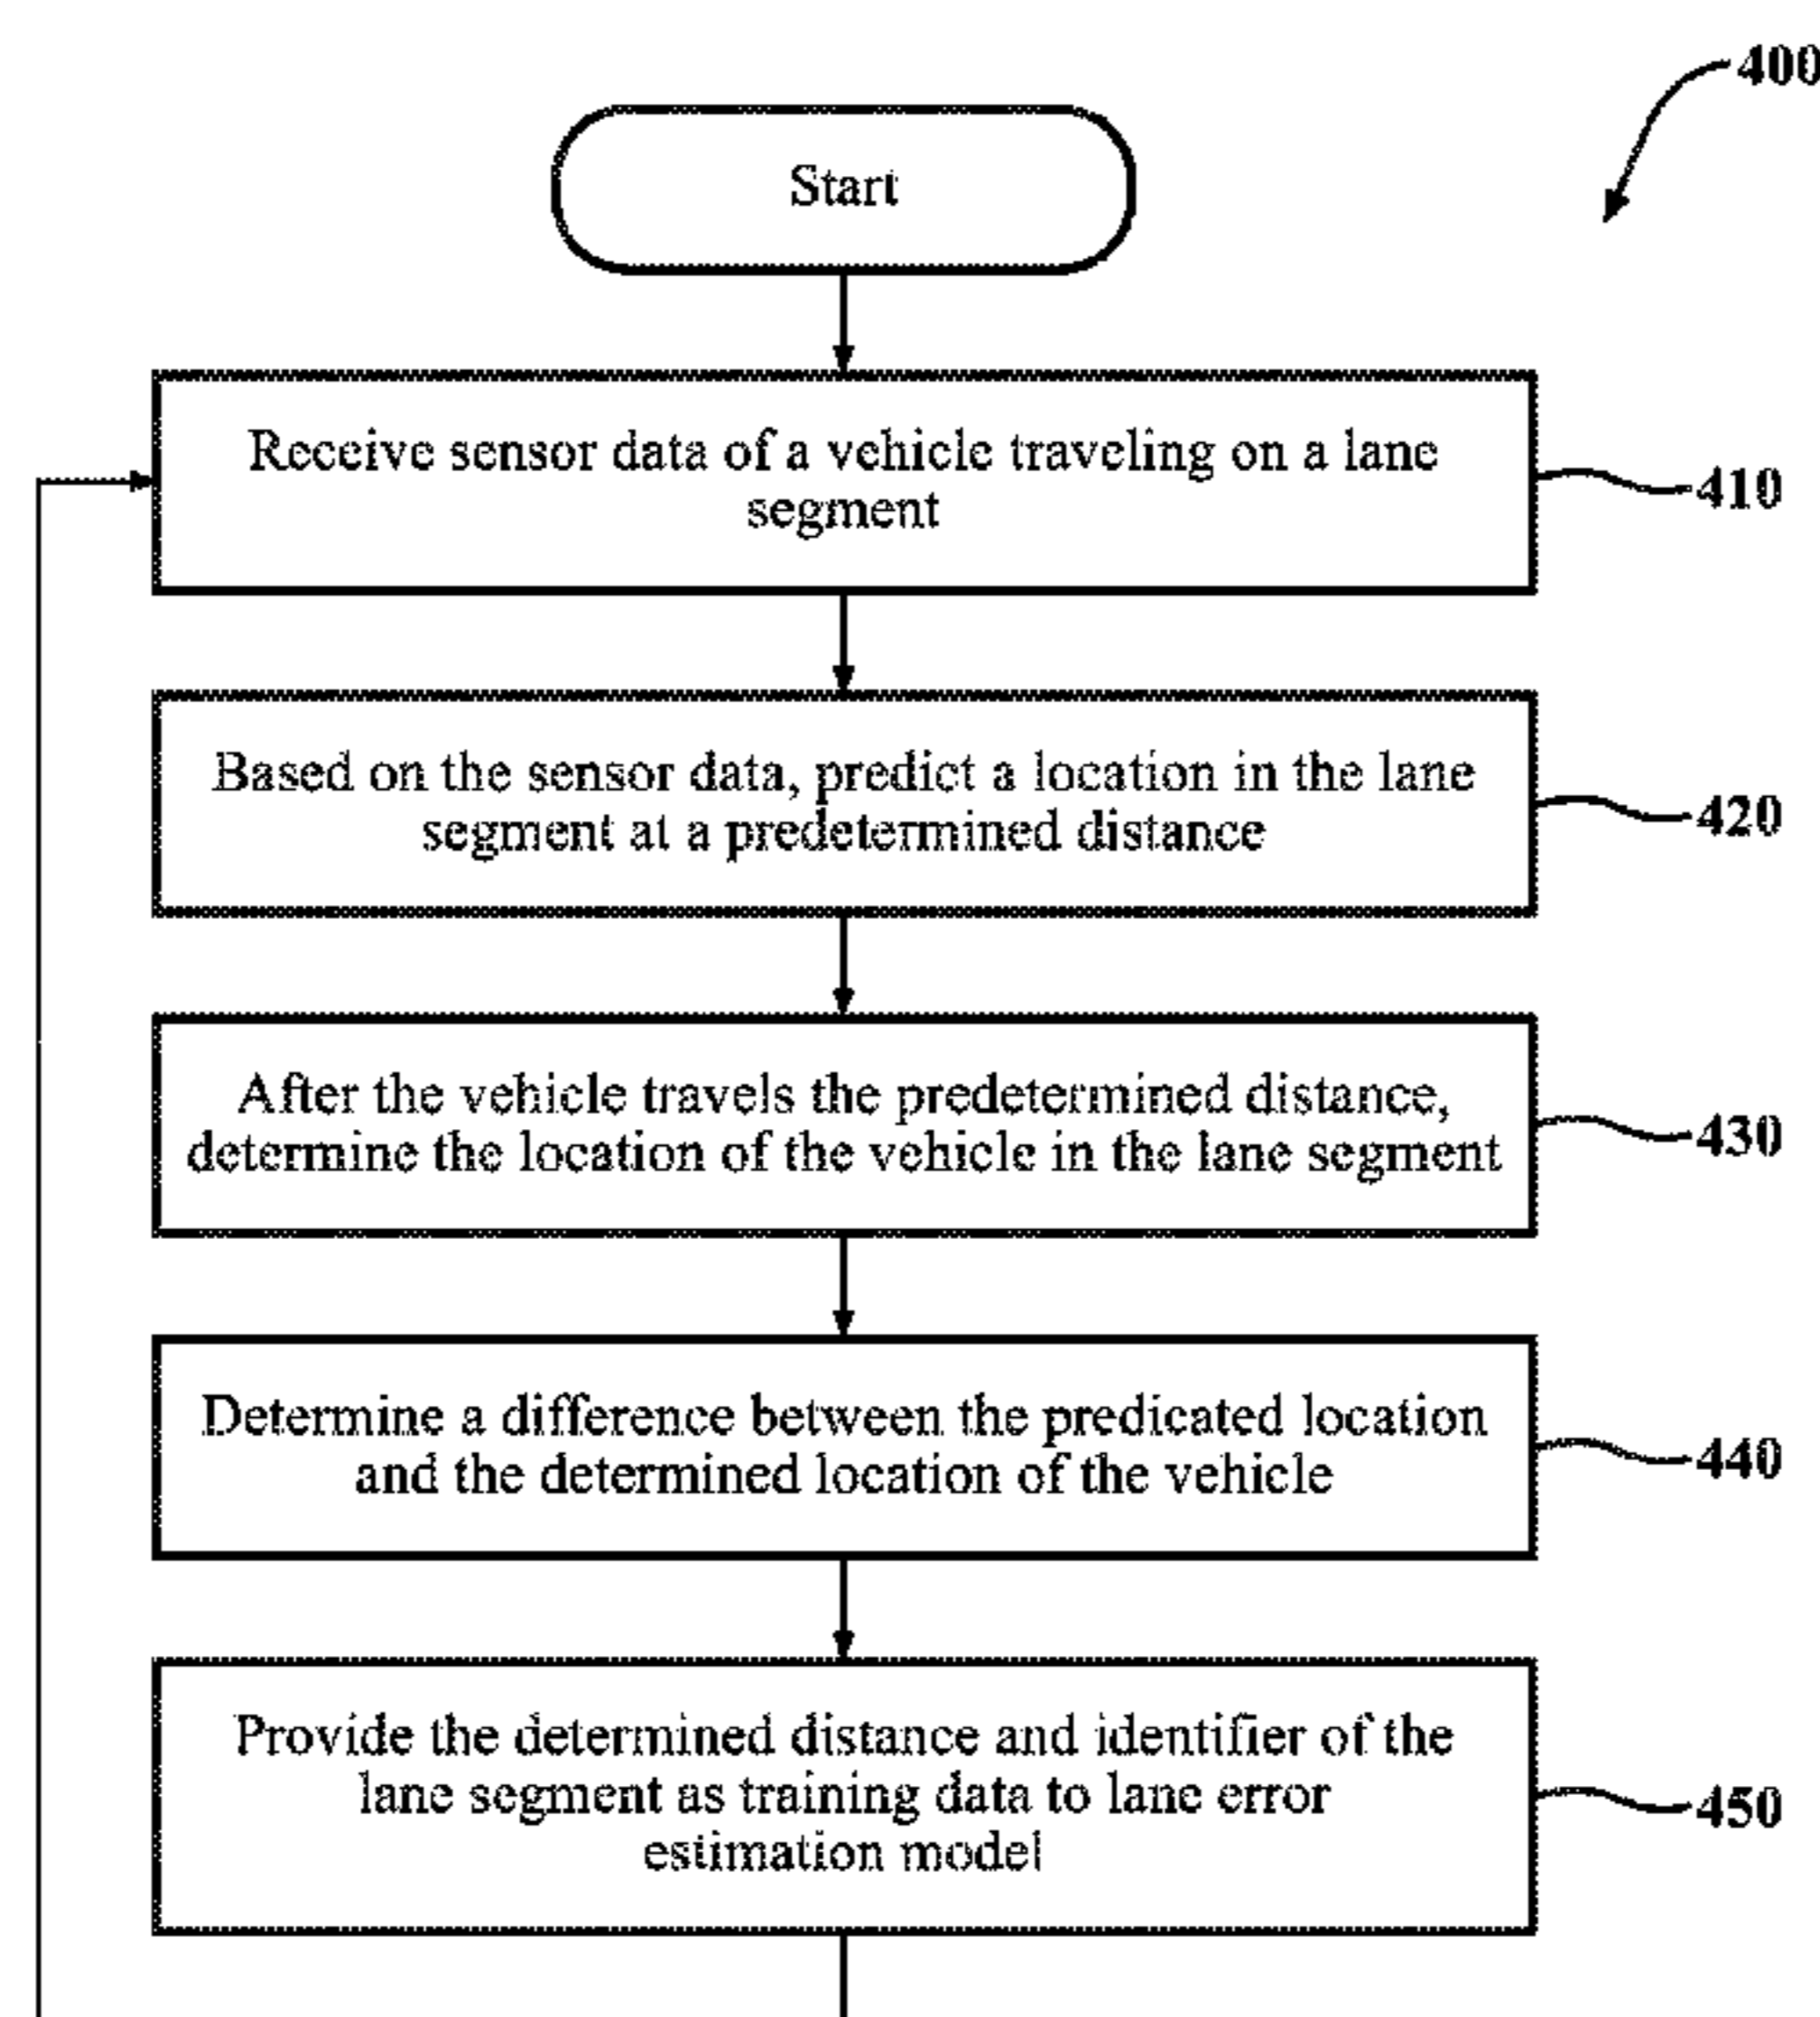 400
Start
Receive sensor data of a vehicle traveling on a lane
segment
410
Based on the sensor data, predict a location in the lane
segment at a predetermined distance
420
After the vehicle travels the predetermined distance,
determine the location of the vehicle in the lane segment
430
Determine a difference between the predicated location
and the determined location of the vehicle
440
Provide the determined distance and identifier of the
lane segment as training data to lane error
estimation model
450